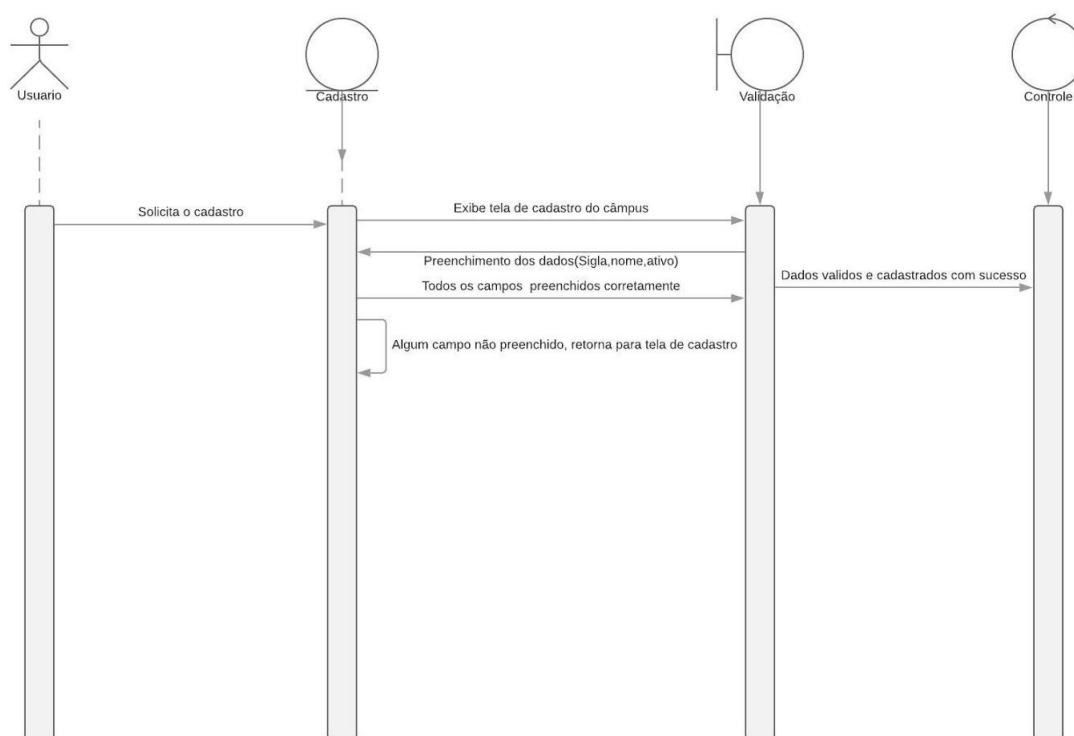 Usuario
Cadastro
Validação
Controle
Solicita o cadastro
Exibe tela de cadastro do câmpus
Preenchimento dos dados(Sigla,nome,ativo)
Dados validos e cadastrados com sucesso
Todos os campos  preenchidos corretamente
Algum campo não preenchido, retorna para tela de cadastro